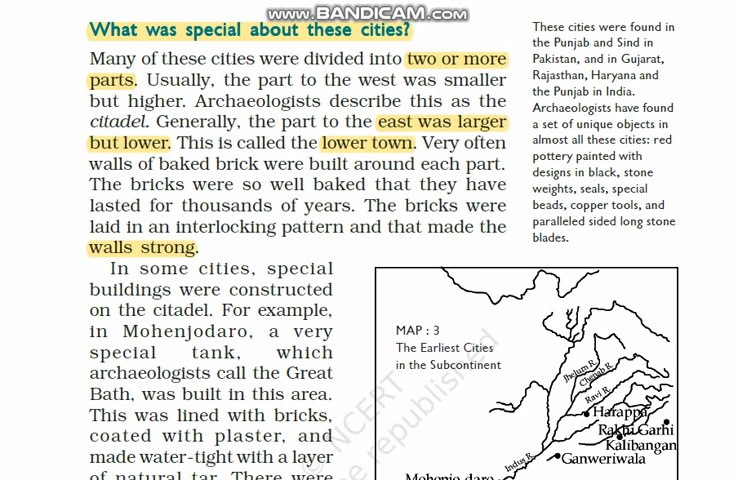 www.BANDICAM.com
What was special about these cities?
Many of these cities were divided into two or more
parts. Usually, the part to the west was smaller
but higher. Archaeologists describe this as the
citadel. Generally, the part to the east was larger
but lower. This is called the lower town. Very often
walls of baked brick were built around each part.
The bricks were so well baked that they have
lasted for thousands of years. The bricks were
laid in an interlocking pattern and that made the
walls strong.
In some cities, special
buildings were constructed
on the citadel. For example,
in Mohenjodaro, a very
special tank, which
archaeologists call the Great
Bath, was built in this area.
This was lined with bricks,
coated with plaster, and
made water-tight with a layer
of natural tar. There were
These cities were found in
the Punjab and Sind in
Pakistan, and in Gujarat,
Rajasthan, Haryana and
the Punjab in India.
Archaeologists have found
a set of unique objects in
almost all these cities: red
pottery painted with
designs in black, stone
weights, seals, special
beads, copper tools, and
paralleled sided long stone
blades.
MAP : 3
The Earliest Cities
in the Subcontinent
Jhelum R.
Chenab R.
Ravi R.
Harappa
Rakhi Garhi
Kalibangan
Indus R.
Ganweriwala
Mohenjo daro
© NCERT
be republished